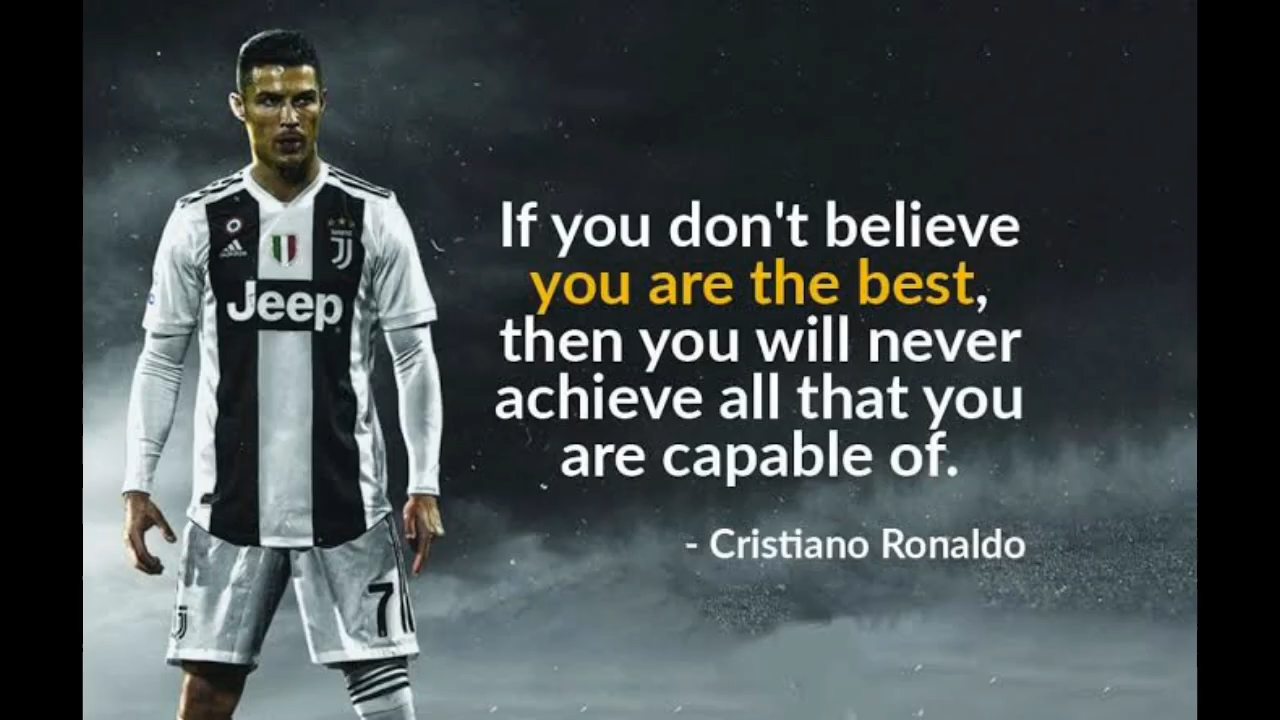 If you don't believe
you are the best,
then you will never
achieve all that you
are capable of.
- Cristiano Ronaldo
Jeep
7